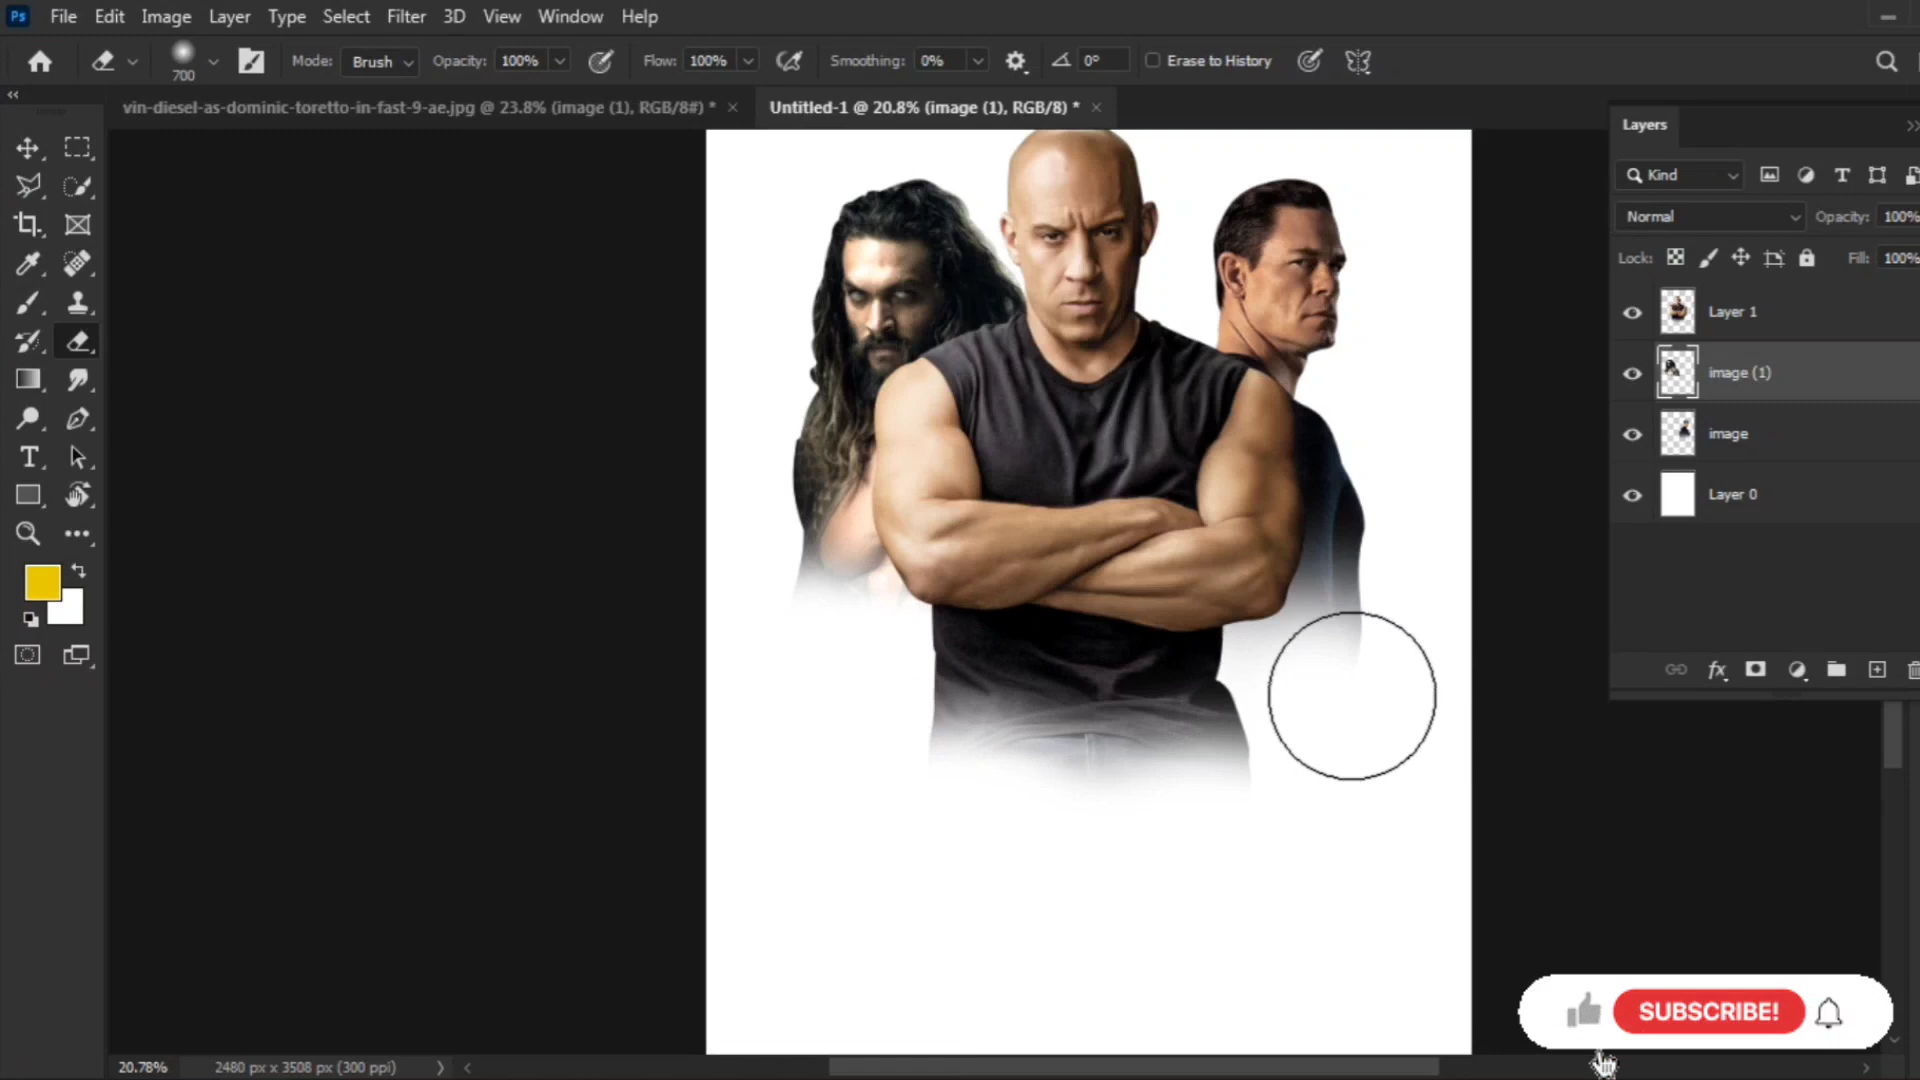 Ps File Edit Image Layer Type Select Filter 3D View Window Help
700 Mode: Brush Opacity: 100% Flow: 100% Smoothing: 0% 0° Erase to History
vin-diesel-as-dominic-toretto-in-fast-9-ae.jpg @ 23.8% (image (1), RGB/8#) * Untitled-1 @ 20.8% (image (1), RGB/8) *
Layers
Kind
Normal Opacity: 100%
Lock: Fill: 100%
Layer 1
image (1)
image
Layer 0
fx
SUBSCRIBE!
20.78% 2480 px x 3508 px (300 ppi)